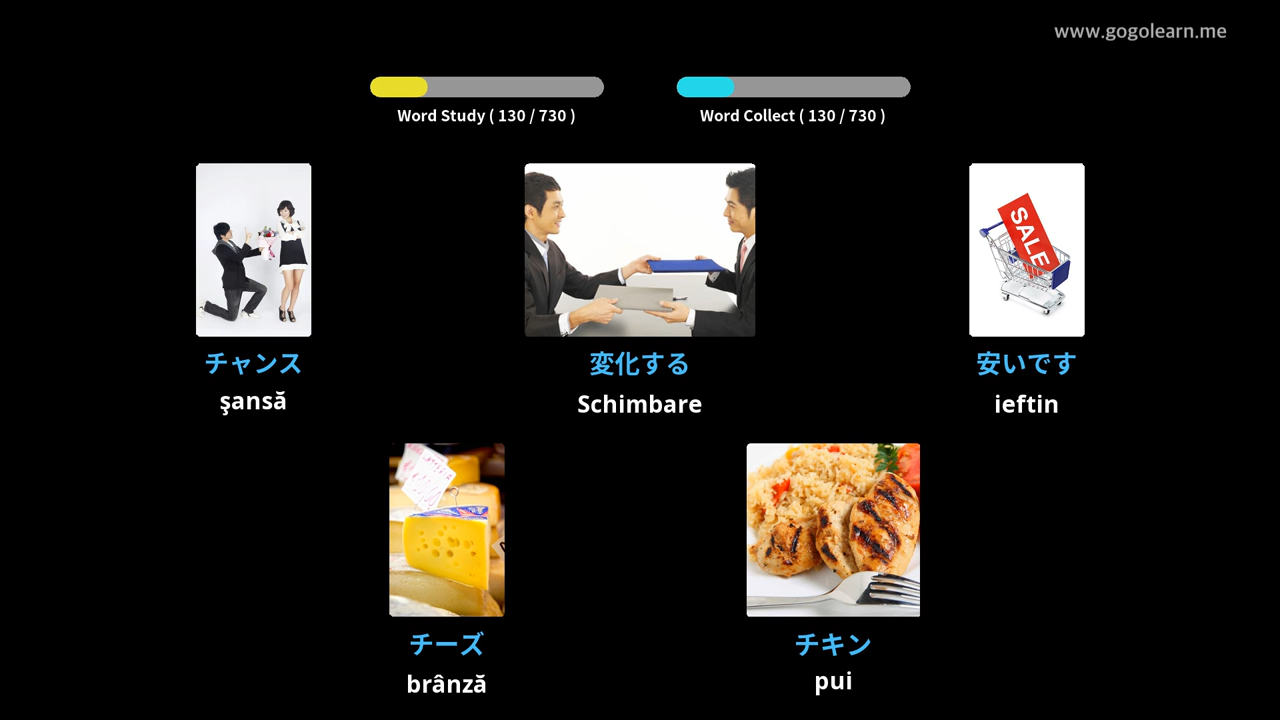 www.gogolearn.me
Word Study ( 130 / 730 )
Word Collect ( 130 / 730 )
SALE
チャンス
変化する
安いです
şansă
Schimbare
ieftin
チーズ
チキン
brânză
pui